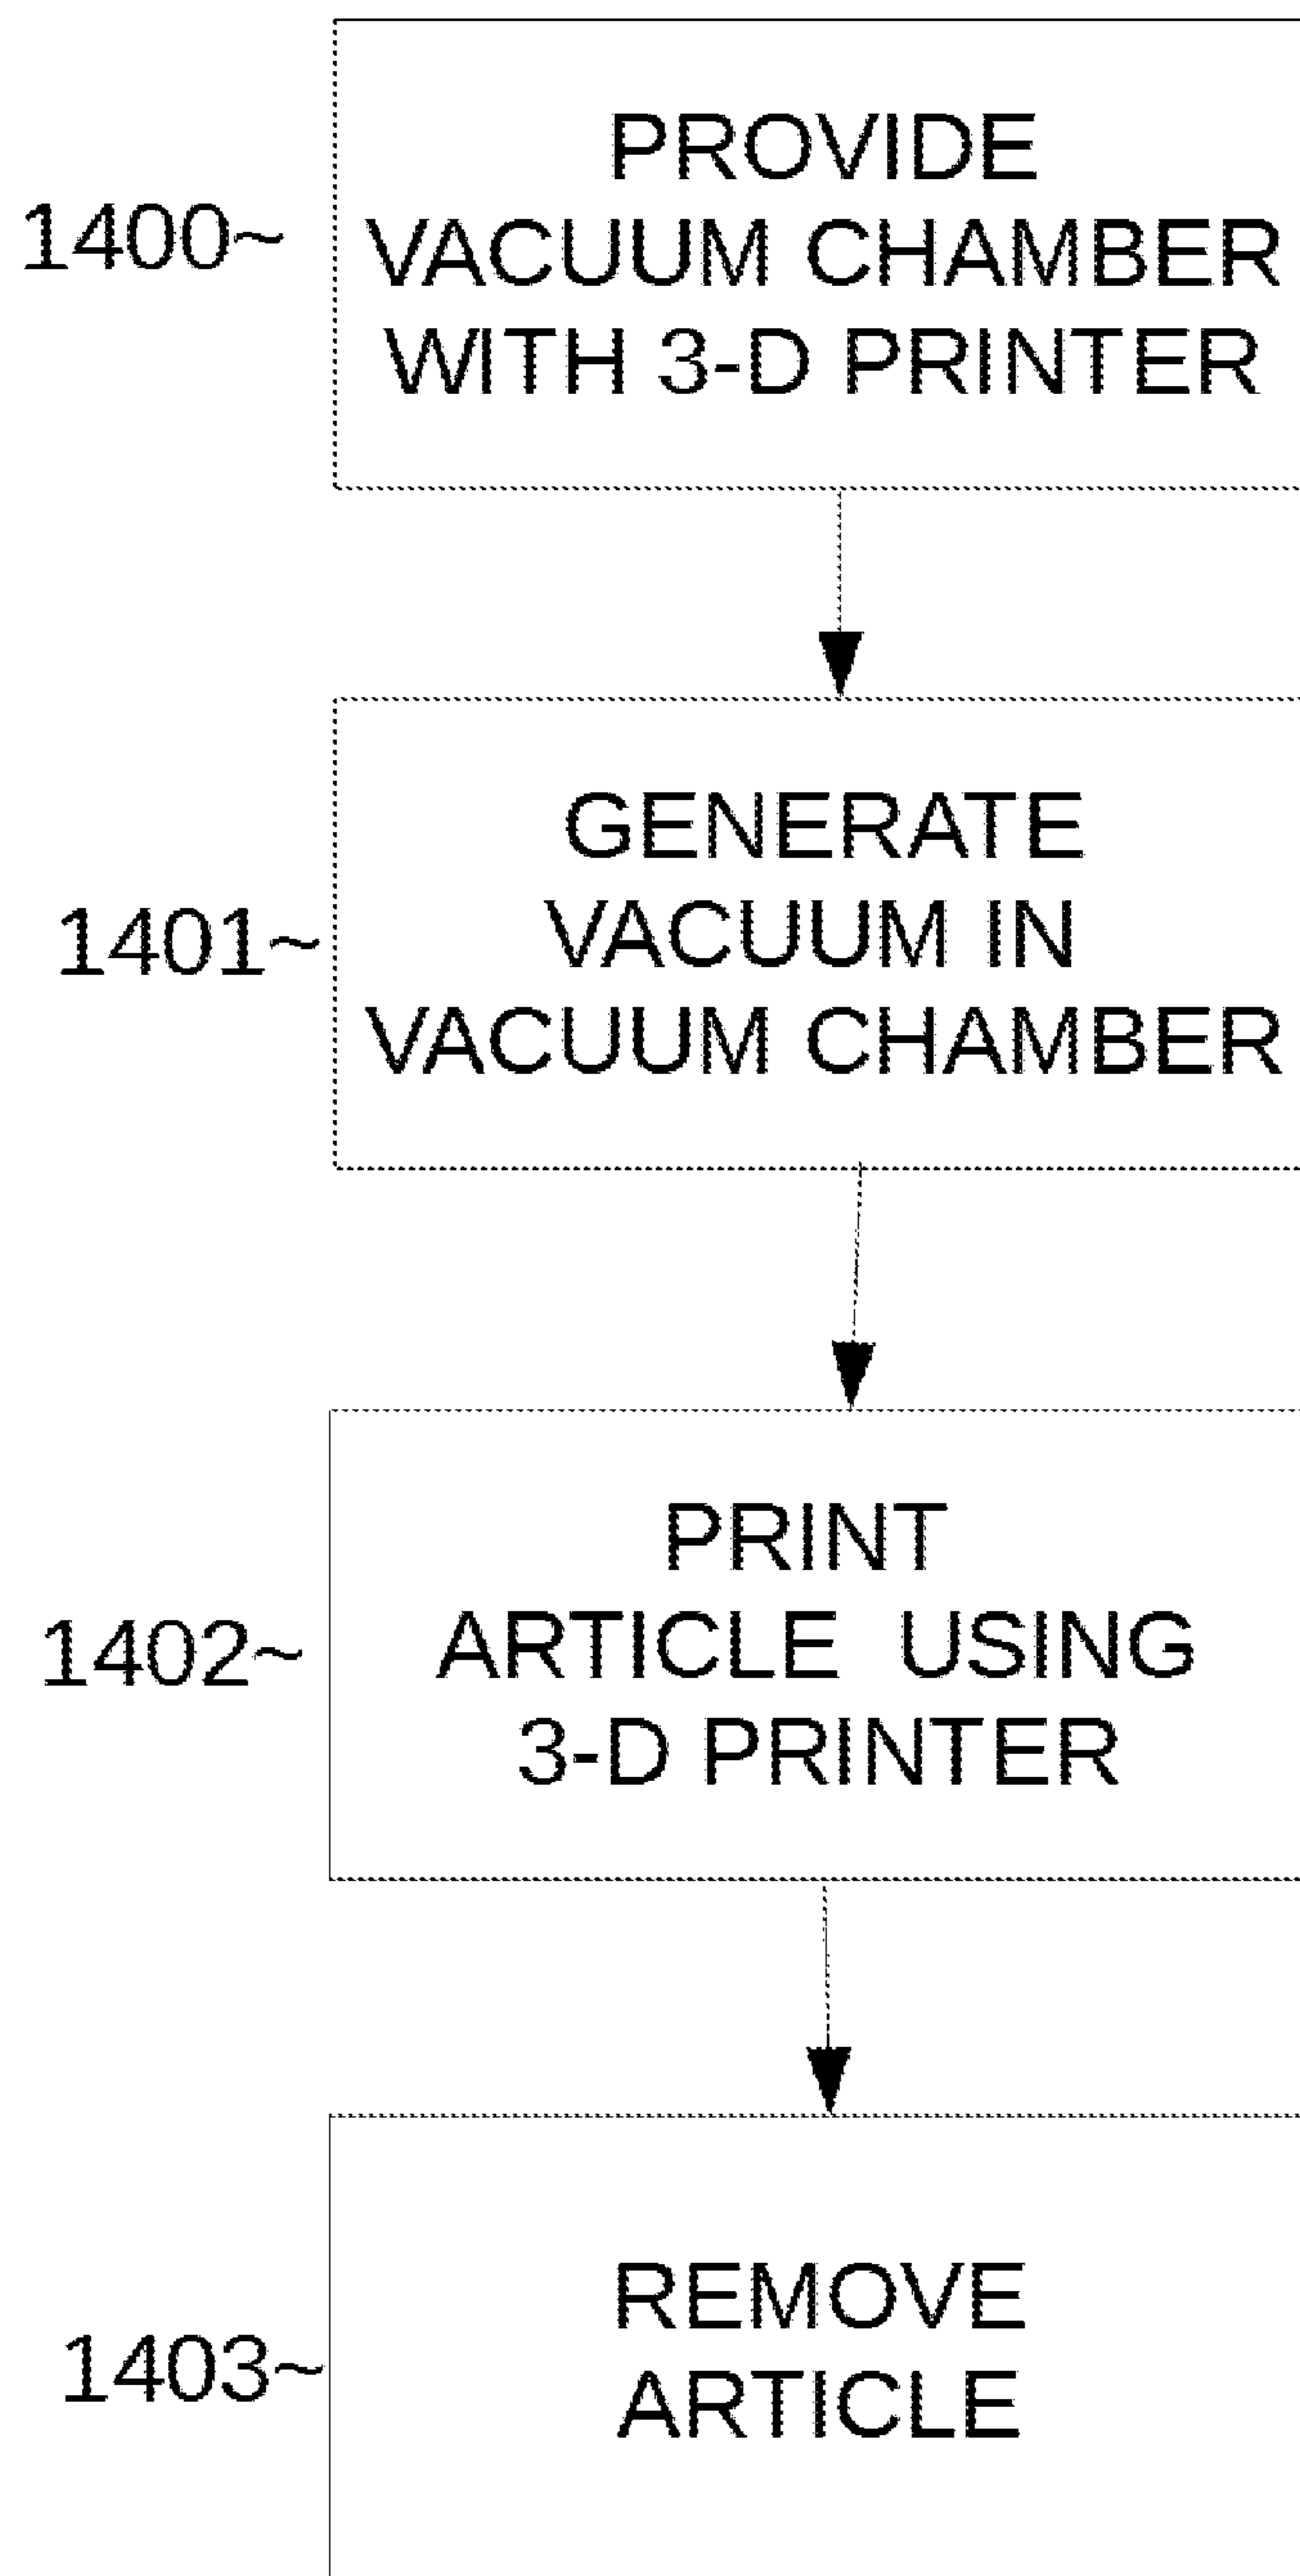 PROVIDE
1400~ VACUUM CHAMBER
WITH 3-D PRINTER
GENERATE
1401~ VACUUM IN
VACUUM CHAMBER
PRINT
1402~ ARTICLE USING
3-D PRINTER
REMOVE
1403~ ARTICLE